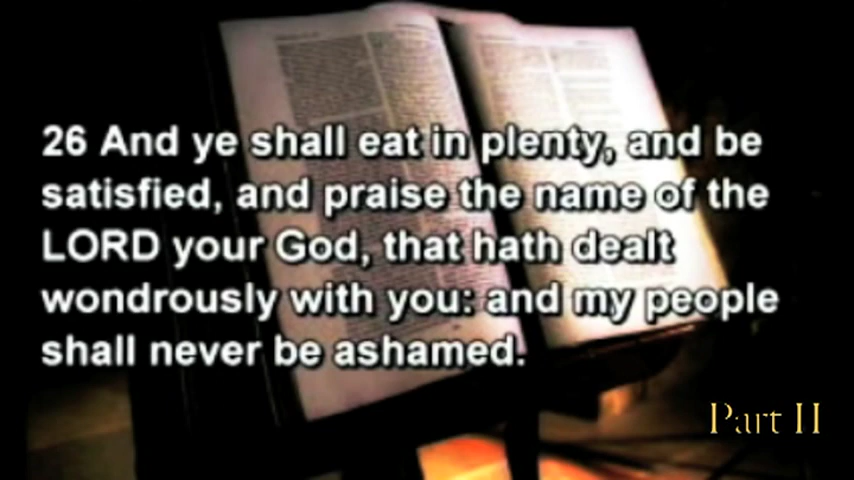 26 And ye shall eat in plenty, and be
satisfied, and praise the name of the
LORD your God, that hath dealt
wondrously with you: and my people
shall never be ashamed.
Part II